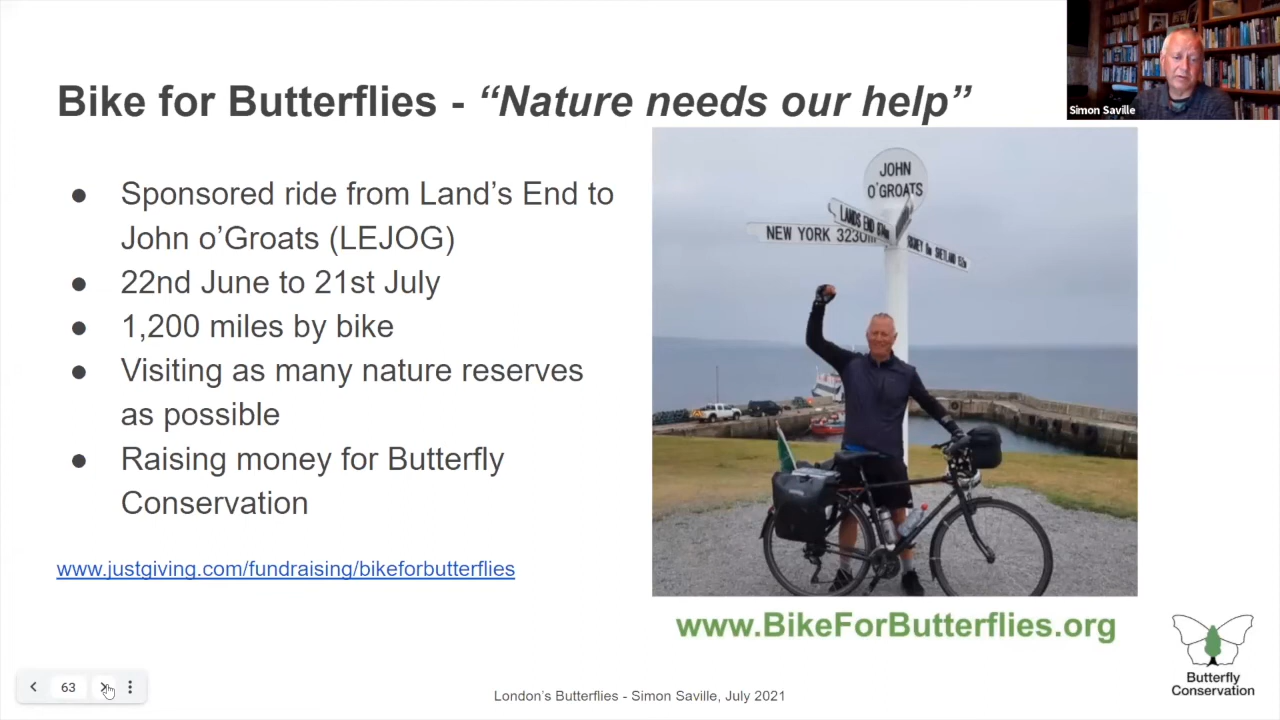 Simon Saville
Bike for Butterflies - “Nature needs our help”
● Sponsored ride from Land’s End to
John o’Groats (LEJOG)
● 22nd June to 21st July
● 1,200 miles by bike
● Visiting as many nature reserves
as possible
● Raising money for Butterfly
Conservation
www.justgiving.com/fundraising/bikeforbutterflies
JOHN
O'GROATS
LANDS END
NEW YORK 3230
www.BikeForButterflies.org
Butterfly
Conservation
63
London’s Butterflies - Simon Saville, July 2021